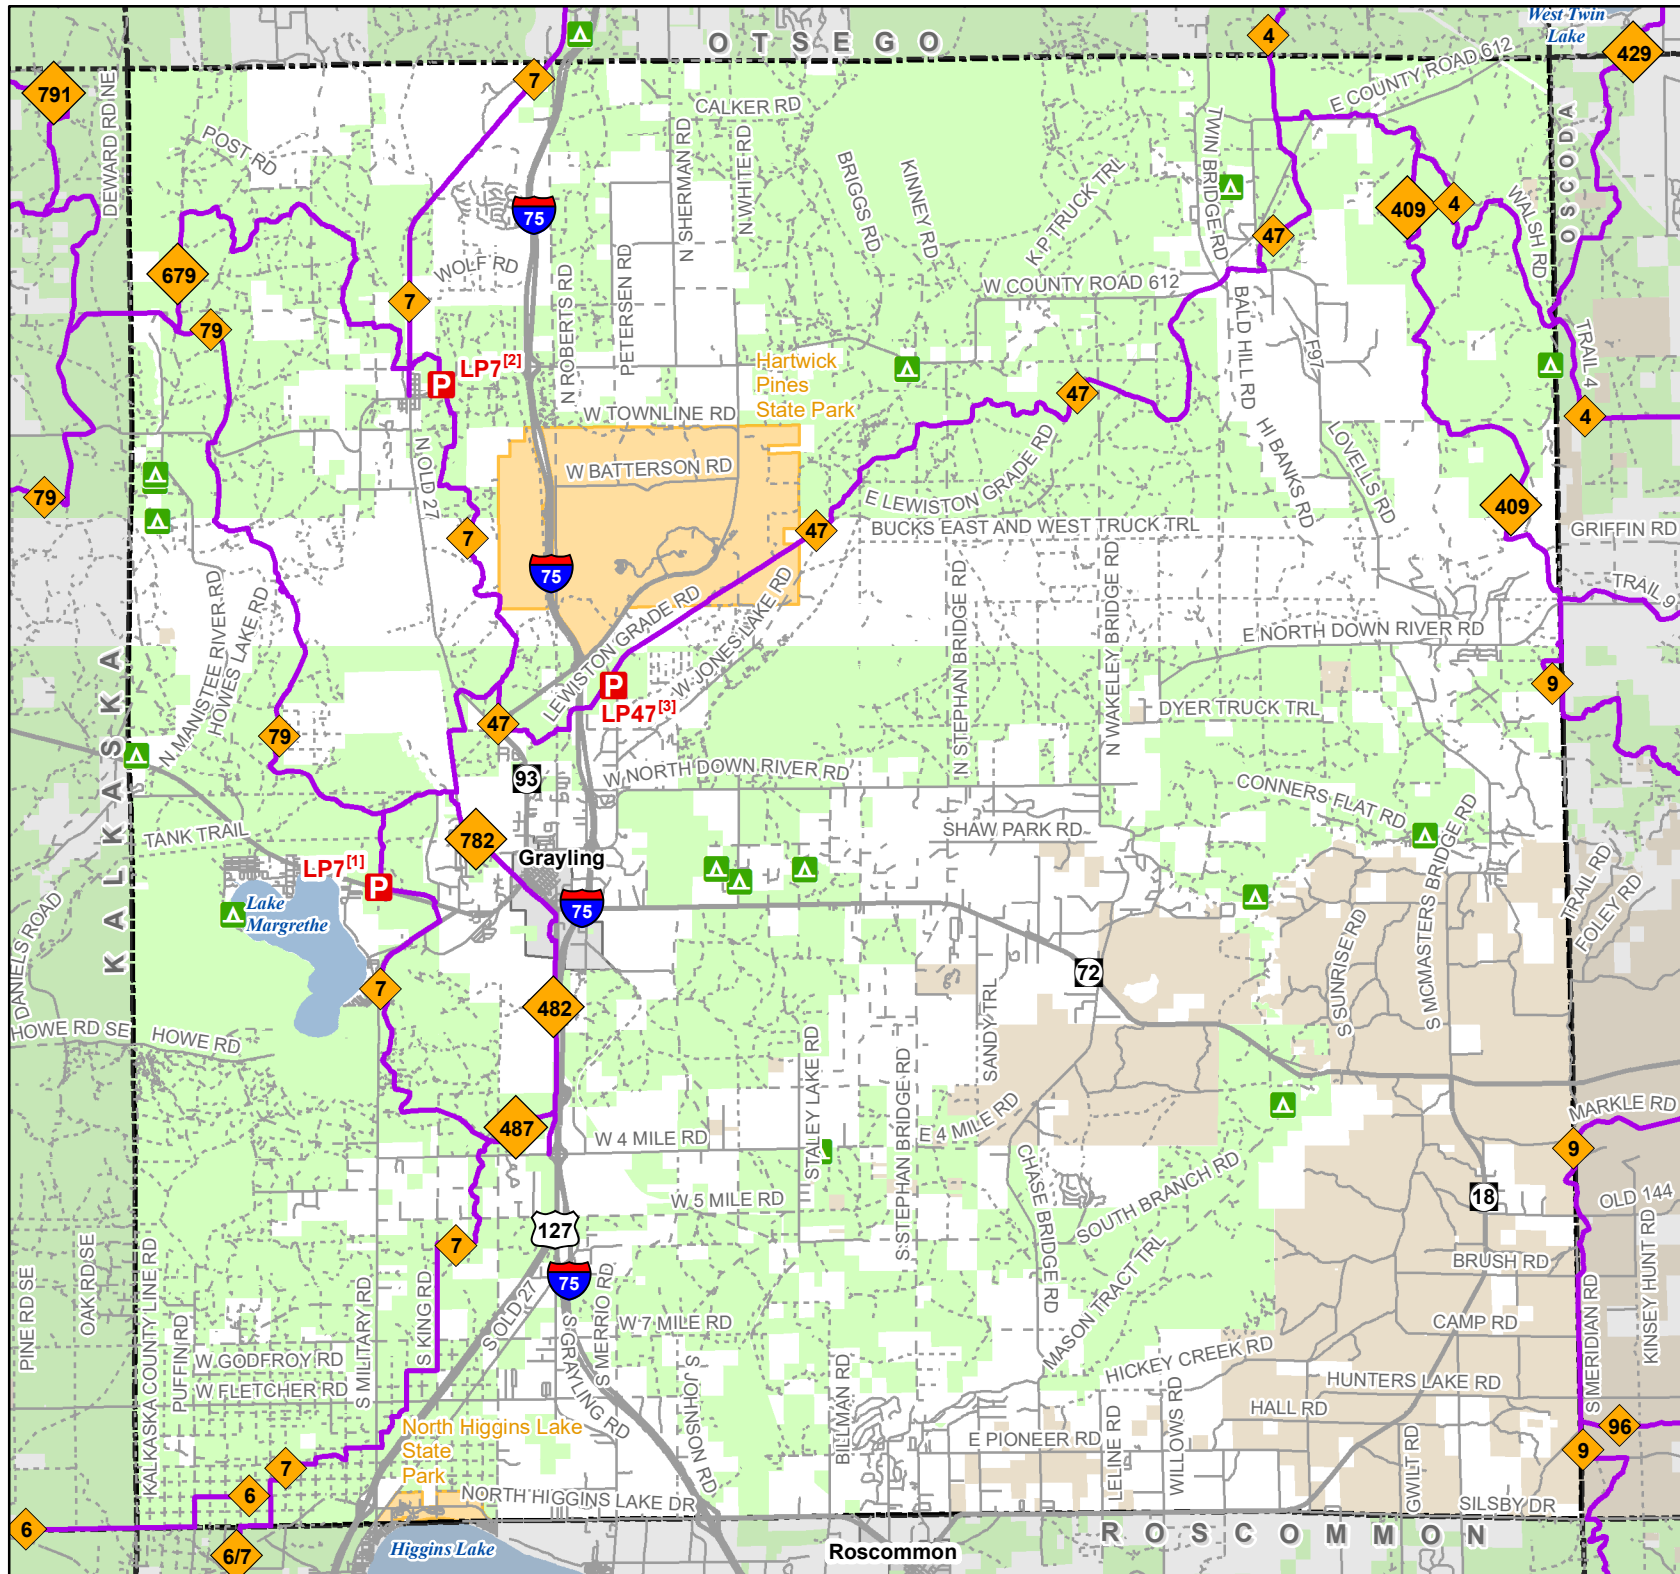 West Twin
Lake
OTSEGO
4
429
7
791
E COUNTY ROAD 612
CALKER RD
DEWARD RD NE
POST RD
N SHERMAN RD
N WHITE RD
TWIN BRIDGE RD
OSCODA
BRIGGS RD
KINNEY RD
K P TRUCK TRL
409
4
WALSH RD
75
47
679
WOLF RD
PETERSEN RD
W COUNTY ROAD 612
7
79
N ROBERTS RD
BALD HILL RD
F97
TRAIL 4
LP7[2]
P
Hartwick
Pines
State Park
47
W TOWNLINE RD
4
N OLD 27
HI BANKS RD
LOVELLS RD
W BATTERSON RD
E LEWISTON GRADE RD
79
409
7
47
BUCKS EAST AND WEST TRUCK TRL
GRIFFIN RD
75
N MANISTEE RIVER RD
HOWES LAKE RD
LEWISTON GRADE RD
W JONES LAKE RD
N STEPHAN BRIDGE RD
N WAKELEY BRIDGE RD
TRAIL 9
E NORTH DOWN RIVER RD
KALKASKA
P
LP47[3]
9
DYER TRUCK TRL
47
79
93
W NORTH DOWN RIVER RD
CONNERS FLAT RD
TANK TRAIL
782
SHAW PARK RD
S MCMASTERS BRIDGE RD
Grayling
LP7[1]
P
TRAIL RD
FOLEY RD
Lake
Margrethe
75
DANIELS ROAD
S SUNRISE RD
72
7
482
SANDY TRL
HOWE RD SE
HOWE RD
STALEY LAKE RD
S STEPHAN BRIDGE RD
E 4 MILE RD
MARKLE RD
487
W 4 MILE RD
9
CHASE BRIDGE RD
SOUTH BRANCH RD
W 5 MILE RD
18
OLD 144
127
7
PINE RD SE
OAK RD SE
KALKASKA COUNTY LINE RD
MASON TRACT TRL
BRUSH RD
KINSEY HUNT RD
75
S MERRIO RD
S OLD 27
S KING RD
S MILITARY RD
PUFFIN RD
W 7 MILE RD
CAMP RD
S MERIDIAN RD
W GODFROY RD
W FLETCHER RD
S GRAYLING RD
S JOHNSON RD
BILLMAN RD
HICKEY CREEK RD
HUNTERS LAKE RD
HALL RD
North Higgins Lake
State
Park
E PIONEER RD
LELINE RD
WILLOWS RD
GWILT RD
96
9
7
6
NORTH HIGGINS LAKE DR
SILSBY DR
6
6/7
Higgins Lake
Roscommon
ROSCOMMON